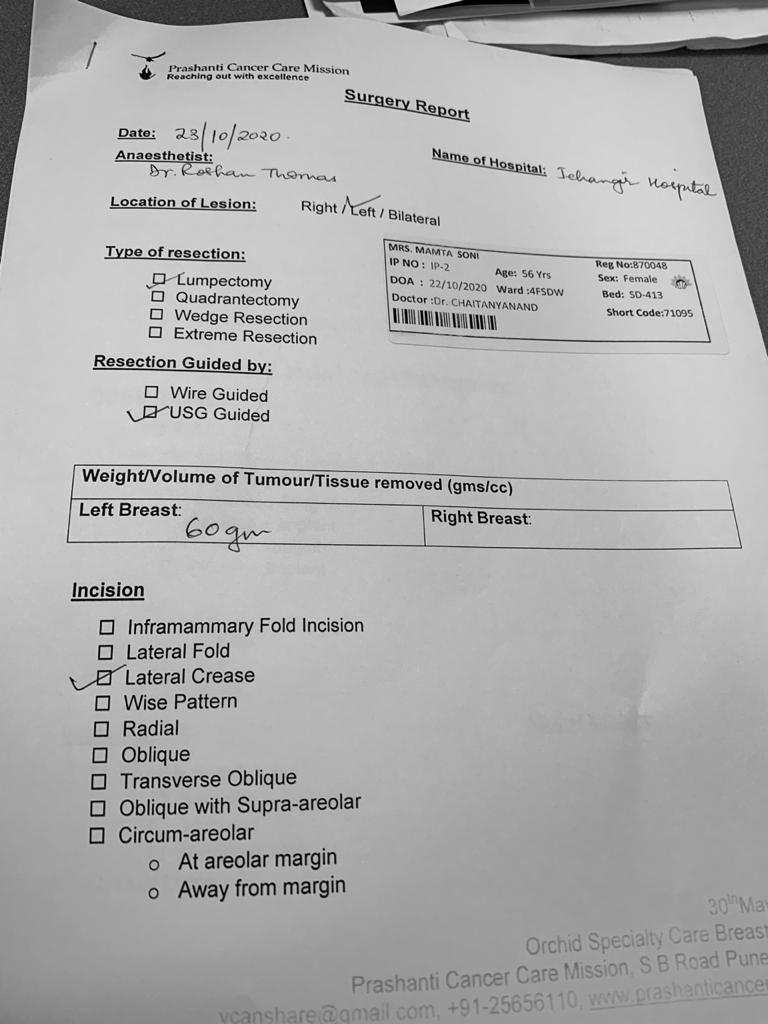 Prashanti Cancer Care Mission
Reaching out with excellence
Surgery Report
Date: 23/10/2020.
Anaesthetist:
Dr. Roshan Thomas
Name of Hospital: Jehangir Hospital
Location of Lesion: Right / Left / Bilateral
Type of resection:
Lumpectomy
Quadrantectomy
Wedge Resection
Extreme Resection
MRS. MAMTA SONI
IP NO : IP-2 Age: 56 Yrs Reg No:870048
Sex: Female
DOA : 22/10/2020 Ward :4FSDW Bed: SD-413
Doctor :Dr. CHAITANYANAND Short Code:71095
Resection Guided by:
Wire Guided
USG Guided
Weight/Volume of Tumour/Tissue removed (gms/cc)
Left Breast: 60 gm
Right Breast:
Incision
Inframammary Fold Incision
Lateral Fold
Lateral Crease
Wise Pattern
Radial
Oblique
Transverse Oblique
Oblique with Supra-areolar
Circum-areolar
o At areolar margin
o Away from margin
30th Ma
Orchid Specialty Care Breast
Prashanti Cancer Care Mission, S B Road Pune
vcanshare@gmail.com, +91-25656110, www.prashanticancer